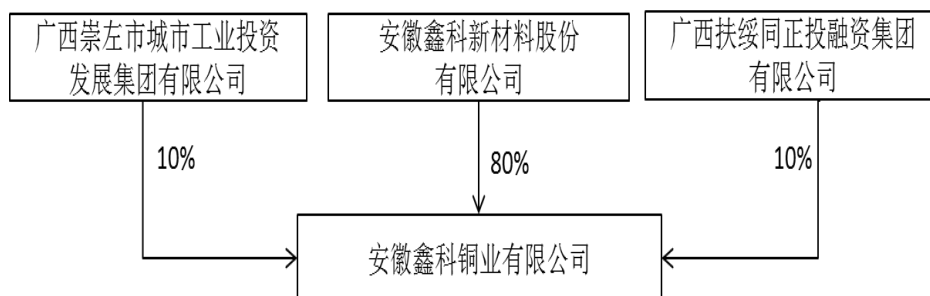 广西崇左市城市工业投资
发展集团有限公司
安徽鑫科新材料股份
有限公司
广西扶绥同正投融资集团
有限公司
10%
80%
10%
安徽鑫科铜业有限公司